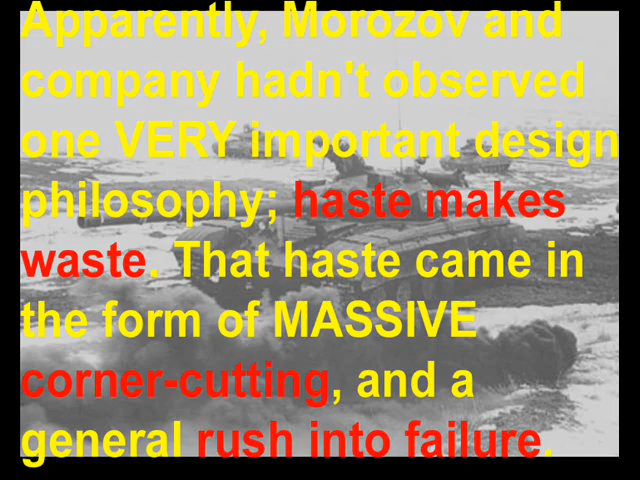 Apparently, Morozov and
company hadn't observed
one VERY important design
philosophy; haste makes
waste. That haste came in
the form of MASSIVE
corner-cutting, and a
general rush into failure.